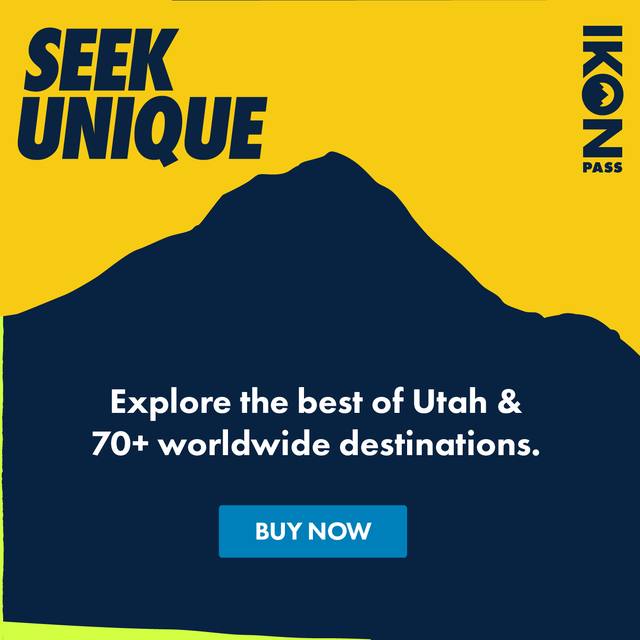 SEEK
UNIQUE
IKON
PASS
Explore the best of Utah &
70+ worldwide destinations.
BUY NOW